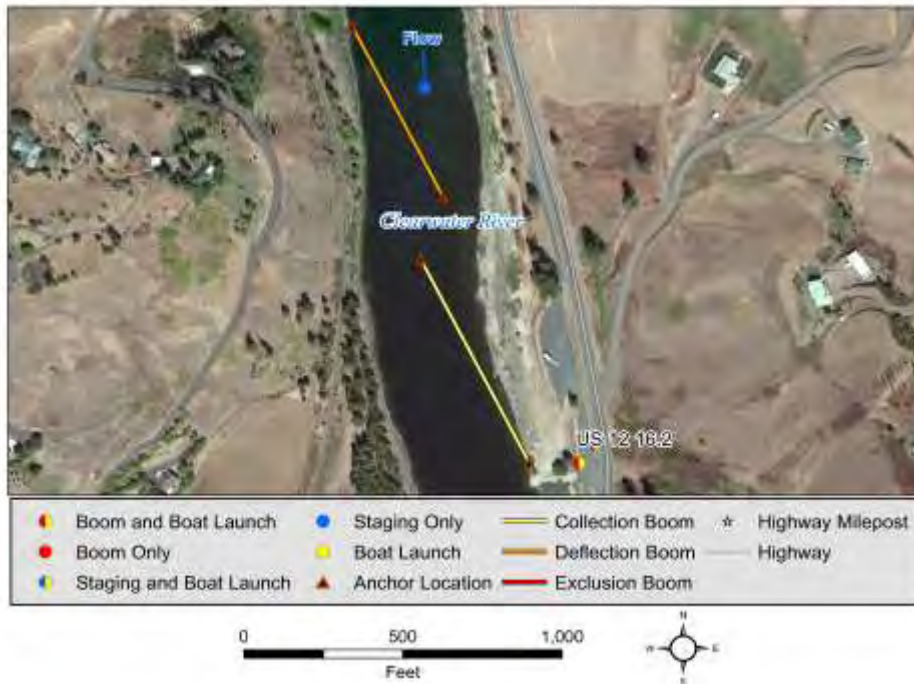 Flow
Clearwater River
US 12 16.2
Boom and Boat Launch
Staging Only
Collection Boom
Highway Milepost
Boom Only
Boat Launch
Deflection Boom
Highway
Staging and Boat Launch
Anchor Location
Exclusion Boom
0 500 1,000
Feet
N
W E
S